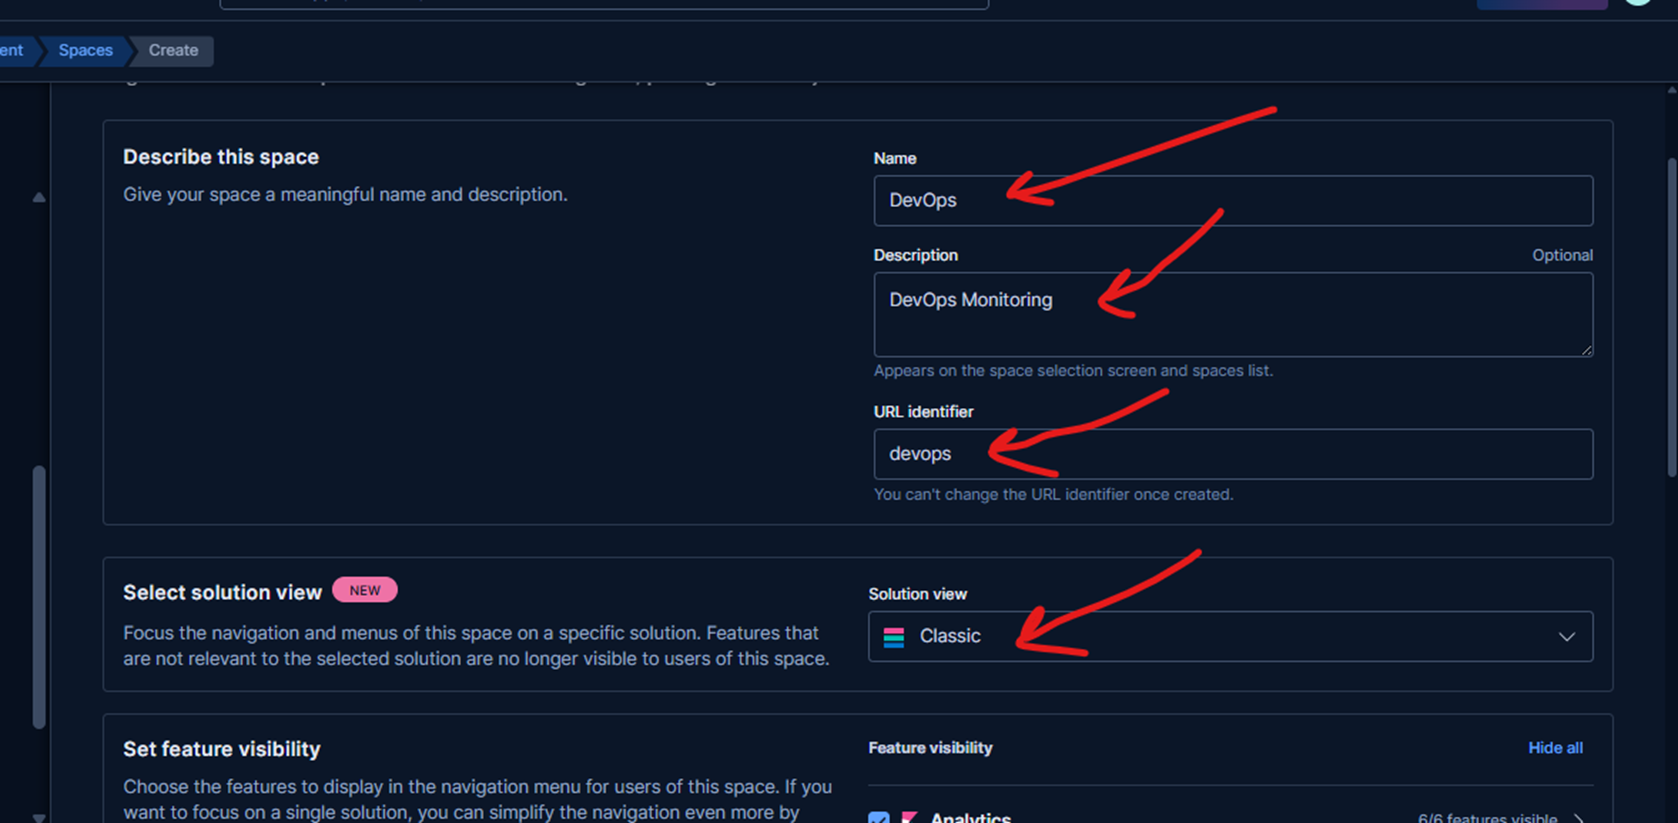 ent
Spaces
Create
Describe this space
Give your space a meaningful name and description.
Name
DevOps
Description
Optional
DevOps Monitoring
Appears on the space selection screen and spaces list.
URL identifier
devops
You can't change the URL identifier once created.
Select solution view
NEW
Focus the navigation and menus of this space on a specific solution. Features that
are not relevant to the selected solution are no longer visible to users of this space.
Solution view
Classic
Set feature visibility
Choose the features to display in the navigation menu for users of this space. If you
want to focus on a single solution, you can simplify the navigation even more by
Feature visibility
Hide all
Analytics
6/6 features visible